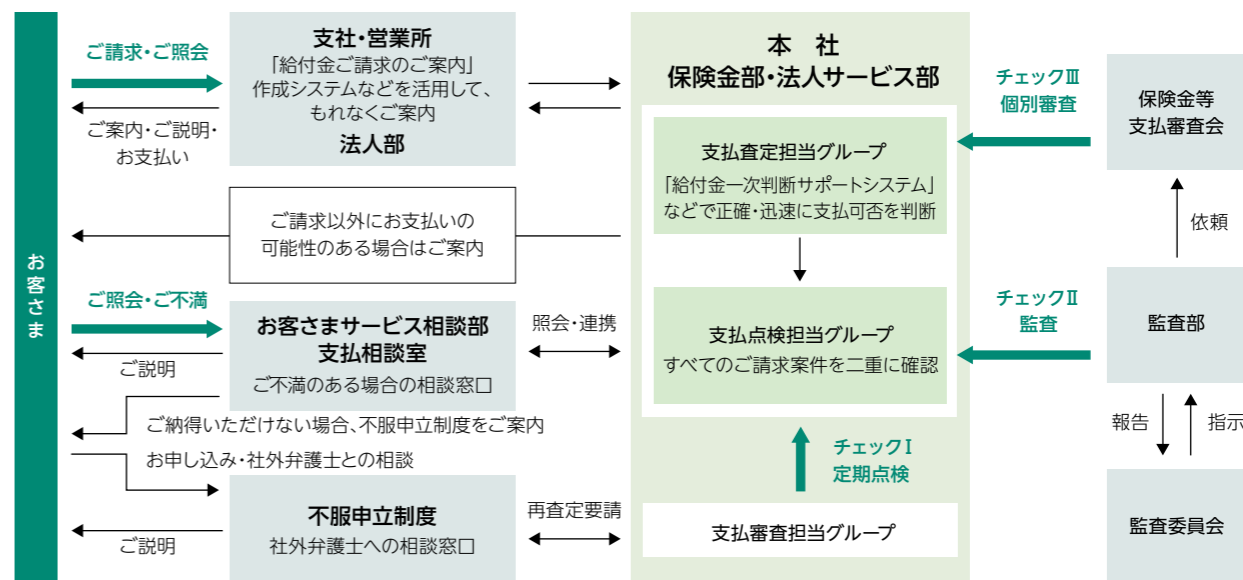 お客さま
ご請求・ご照会
ご案内・ご説明・
お支払い
支社・営業所
「給付金ご請求のご案内」
作成システムなどを活用して、
もれなくご案内
法人部
ご請求以外にお支払いの
可能性のある場合はご案内
ご照会・ご不満
ご説明
お客さまサービス相談部
支払相談室
ご不満のある場合の相談窓口
照会・連携
ご納得いただけない場合、不服申立制度をご案内
お申し込み・社外弁護士との相談
ご説明
不服申立制度
社外弁護士への相談窓口
再査定要請
本 社
保険金部・法人サービス部
支払査定担当グループ
「給付金一次判断サポートシステム」
などで正確・迅速に支払可否を判断
支払点検担当グループ
すべてのご請求案件を二重に確認
チェックⅠ
定期点検
支払審査担当グループ
チェックⅢ
個別審査
保険金等
支払審査会
依頼
チェックⅡ
監査
監査部
報告
指示
監査委員会